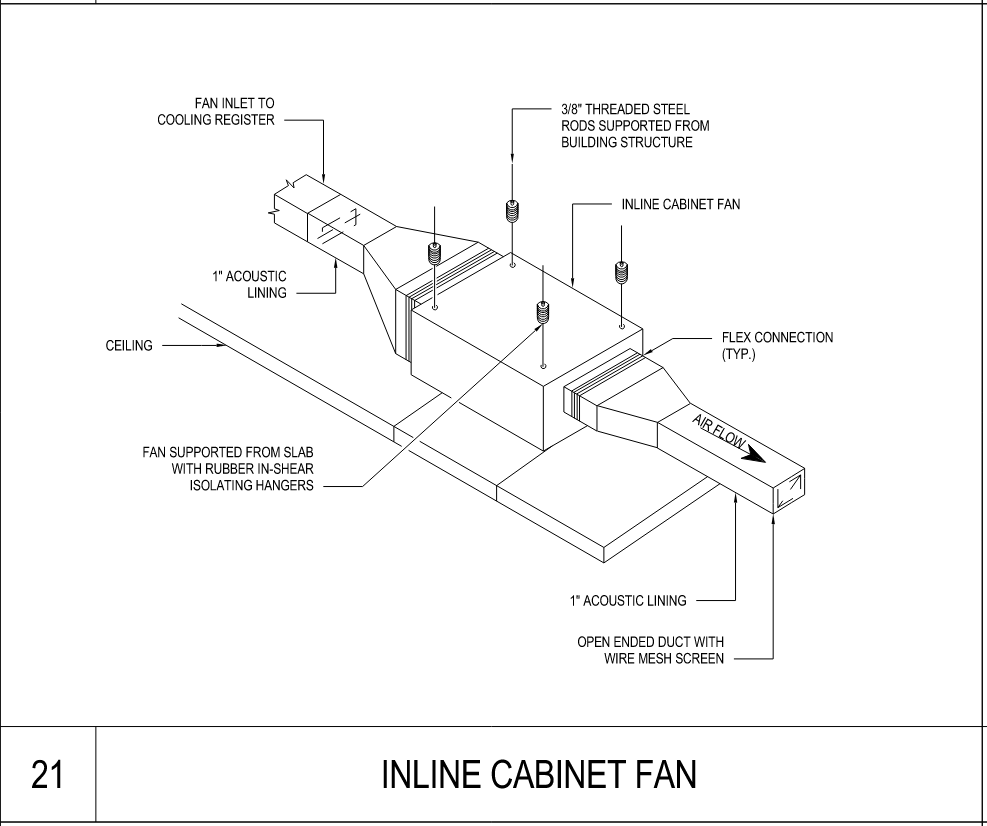 FAN INLET TO
COOLING REGISTER
3/8" THREADED STEEL
RODS SUPPORTED FROM
BUILDING STRUCTURE
INLINE CABINET FAN
1" ACOUSTIC
LINING
FLEX CONNECTION
(TYP.)
CEILING
AIR FLOW
FAN SUPPORTED FROM SLAB
WITH RUBBER IN-SHEAR
ISOLATING HANGERS
1" ACOUSTIC LINING
OPEN ENDED DUCT WITH
WIRE MESH SCREEN
21
INLINE CABINET FAN